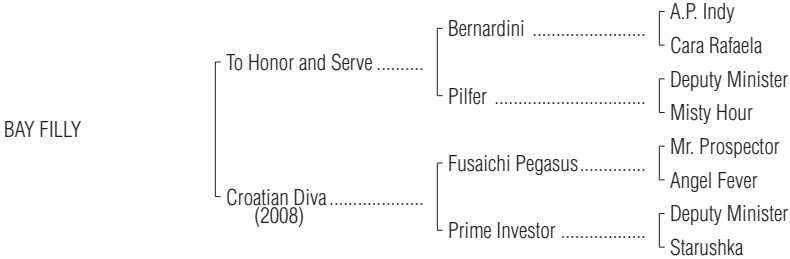 A.P. Indy
Bernardini ........................
Cara Rafaela
To Honor and Serve ..........
Deputy Minister
Pilfer ................................
Misty Hour
BAY FILLY
Mr. Prospector
Fusaichi Pegasus..............
Angel Fever
Croatian Diva....................
(2008)
Deputy Minister
Prime Investor ..................
Starushka